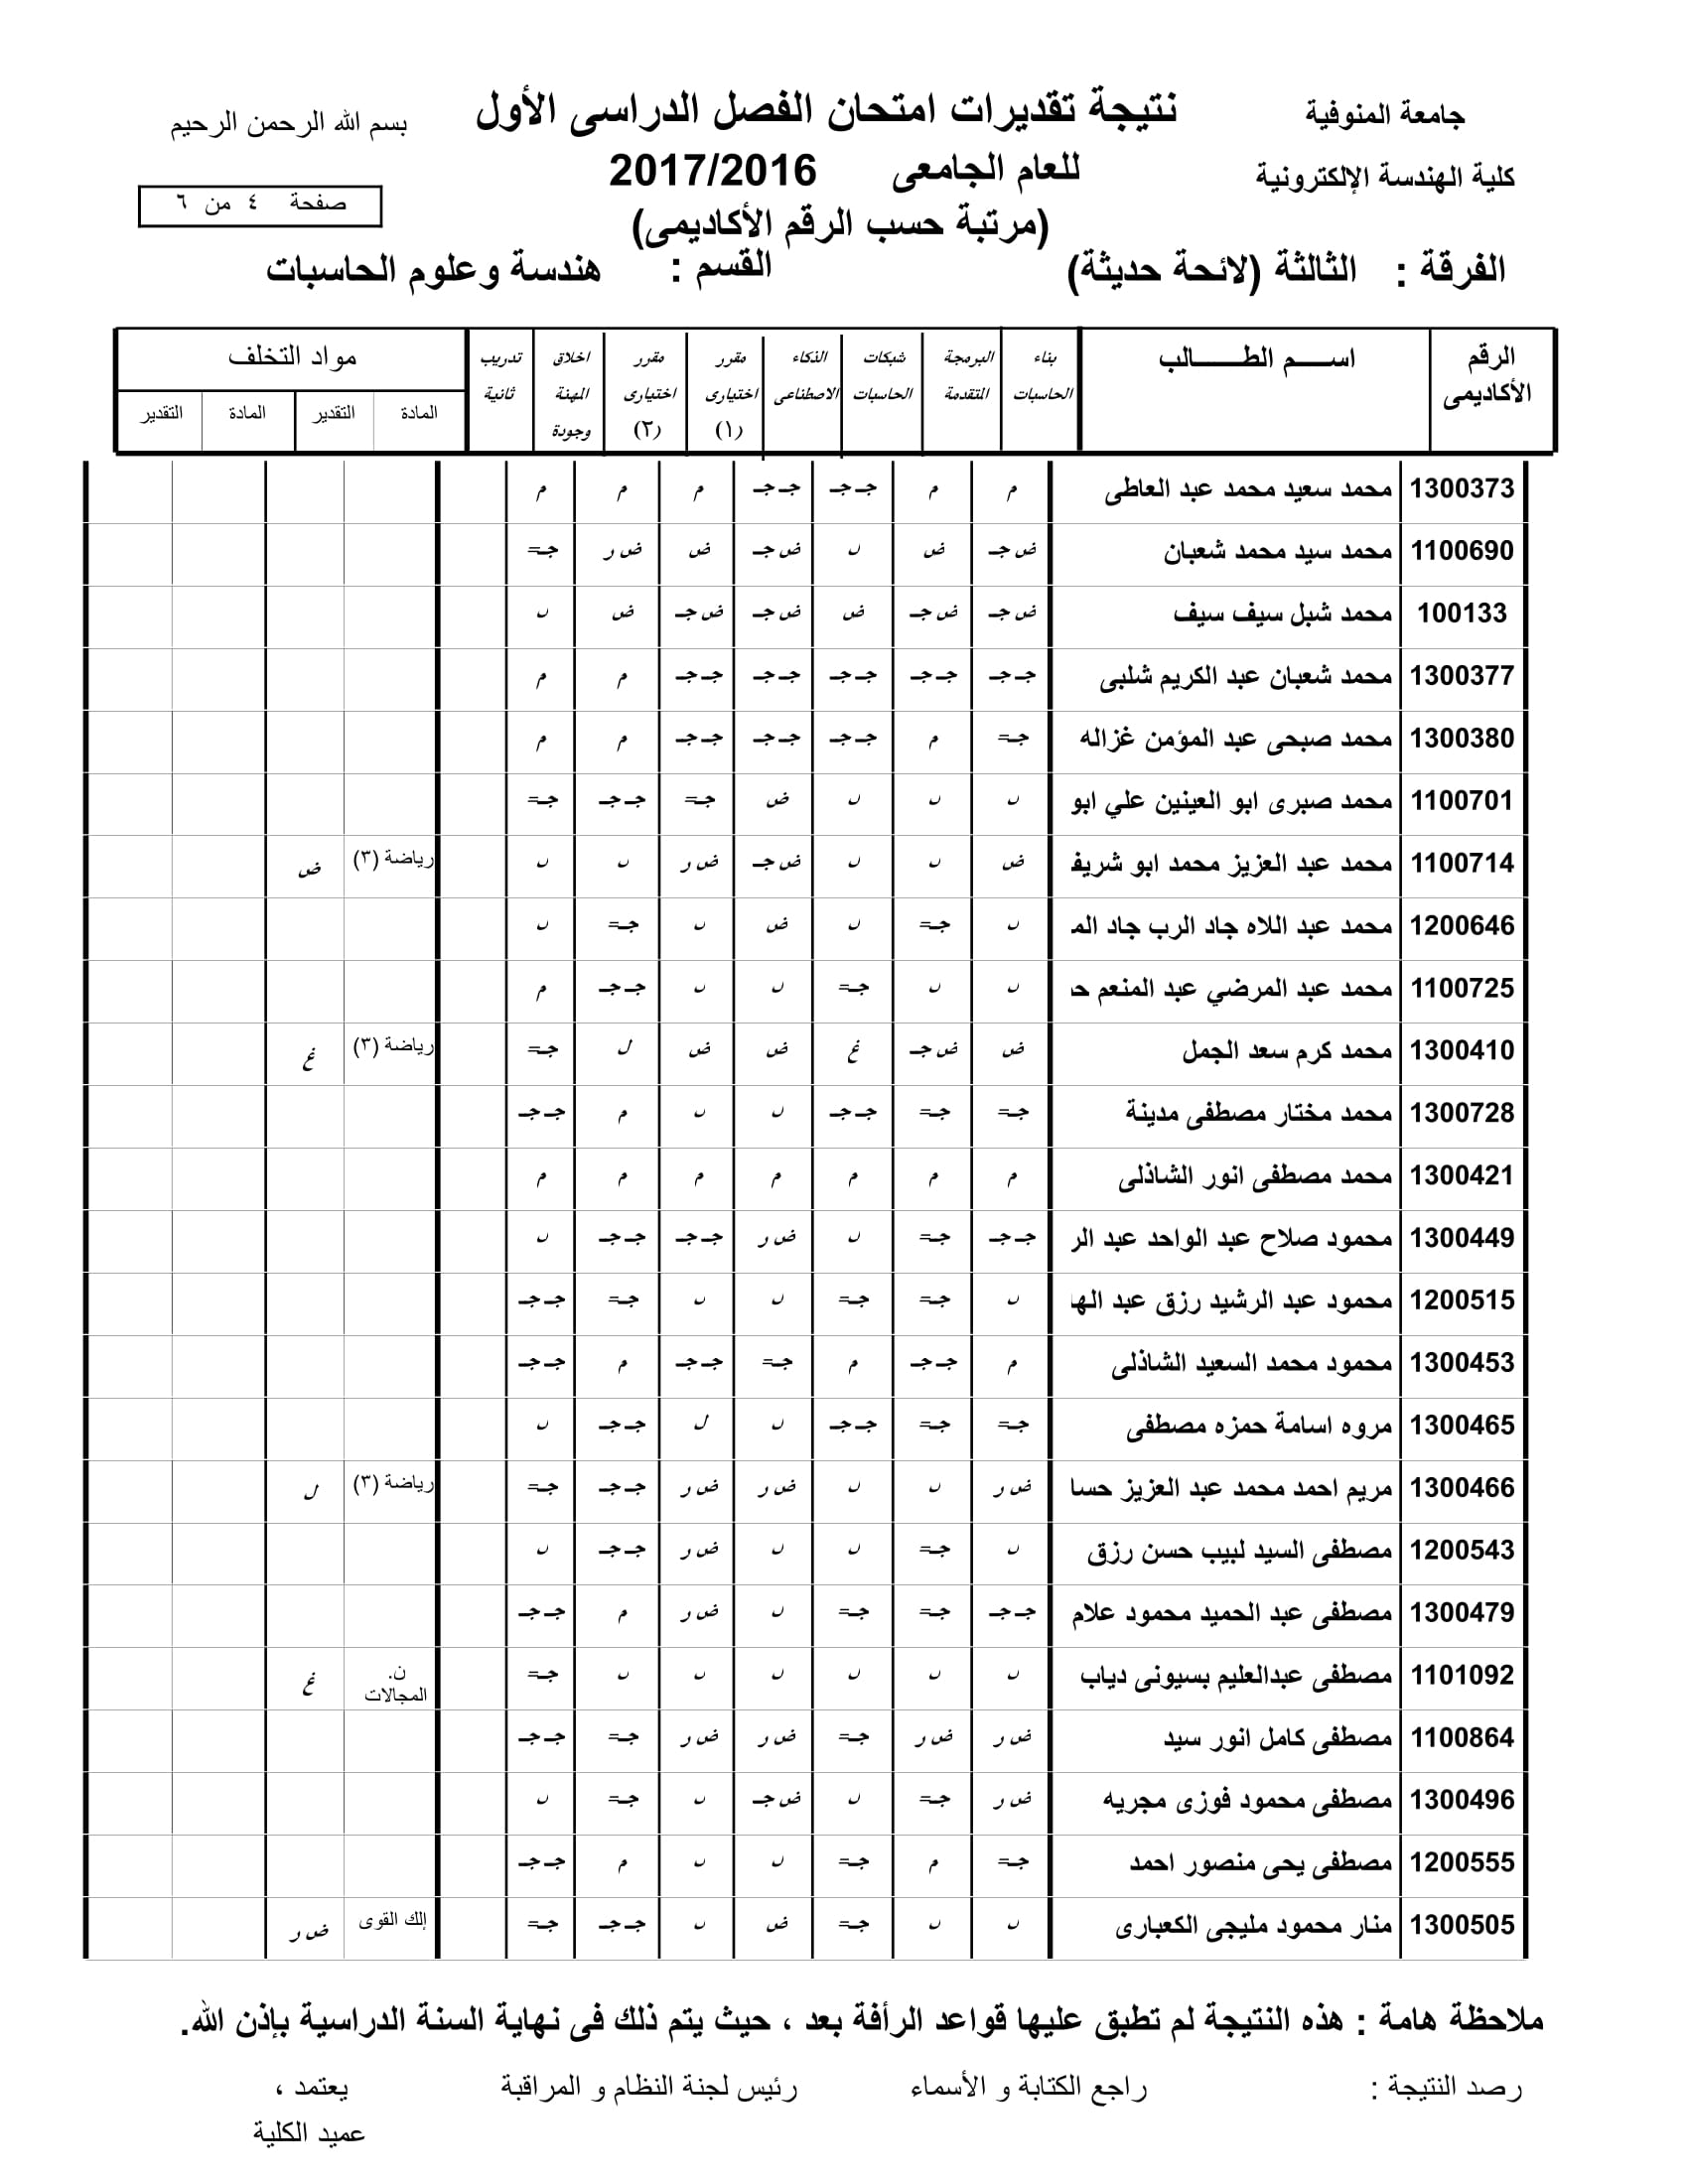 جامعة المنوفية
كلية الهندسة الإلكترونية
نتيجة تقديرات امتحان الفصل الدراسى الأول
للعام الجامعى 2017/2016
(مرتبة حسب الرقم الأكاديمى)
بسم الله الرحمن الرحيم
صفحة ٤ من ٦
الفرقة : الثالثة (لائحة حديثة) القسم : هندسة وعلوم الحاسبات
الرقم الأكاديمى اســـم الطـــــالب بناء الحاسبات البرمجة المتقدمة شبكات الحاسبات الذكاء الاصطناعى مقرر اختيارى (١) مقرر اختيارى (٢) اخلاق المهنة وجودة تدريب ثانية مواد التخلف
المادة التقدير المادة التقدير
1300373 محمد سعيد محمد عبد العاطى م م جـ جـ جـ جـ م م م
1100690 محمد سيد محمد شعبان ض جـ ض ل ض جـ ض ض ر جـ=
100133 محمد شبل سيف سيف ض جـ ض جـ ض ض جـ ض جـ ض ل
1300377 محمد شعبان عبد الكريم شلبى جـ جـ جـ جـ جـ جـ جـ جـ جـ جـ م م
1300380 محمد صبحى عبد المؤمن غزاله جـ= م جـ جـ جـ جـ جـ جـ م م
1100701 محمد صبرى ابو العينين علي ابو ل ل ل ض جـ= جـ جـ جـ=
1100714 محمد عبد العزيز محمد ابو شريف ض ل ل ض جـ ض ر ل ل رياضة (٣) ض
1200646 محمد عبد اللاه جاد الرب جاد الم ل جـ= ل ض ل جـ= ل
1100725 محمد عبد المرضي عبد المنعم ح ل ل جـ= ل ل جـ جـ م
1300410 محمد كرم سعد الجمل ض ض جـ غ ض ض ل جـ= رياضة (٣) غ
1300728 محمد مختار مصطفى مدينة جـ= جـ= جـ جـ ل ل م جـ جـ
1300421 محمد مصطفى انور الشاذلى م م م م م م م
1300449 محمود صلاح عبد الواحد عبد الر جـ جـ جـ= ل ض ر جـ جـ جـ جـ ل
1200515 محمود عبد الرشيد رزق عبد الها ل جـ= جـ= ل ل جـ= جـ جـ
1300453 محمود محمد السعيد الشاذلى م جـ جـ م جـ= جـ جـ م جـ جـ
1300465 مروه اسامة حمزه مصطفى جـ= جـ= جـ جـ ل ل جـ جـ ل
1300466 مريم احمد محمد عبد العزيز حسا ض ر ل ل ض ر ض ر جـ جـ جـ= رياضة (٣) ل
1200543 مصطفى السيد لبيب حسن رزق ل جـ= ل ل ض ر جـ جـ ل
1300479 مصطفى عبد الحميد محمود علام جـ جـ جـ= جـ= ل ض ر م جـ جـ
1101092 مصطفى عبدالعليم بسيونى دياب ل ل ل ل ل ل جـ= ن. المجالات غ
1100864 مصطفى كامل انور سيد ض ر ض ر جـ= ض ر ض ر جـ= جـ جـ
1300496 مصطفى محمود فوزى مجريه ض ر جـ= ل ض جـ ل جـ= ل
1200555 مصطفى يحى منصور احمد جـ= م جـ= ل ل م جـ جـ
1300505 منار محمود مليجى الكعبارى ل ل جـ= ض ل جـ جـ جـ= إلك القوى ض ر
ملاحظة هامة : هذه النتيجة لم تطبق عليها قواعد الرأفة بعد ، حيث يتم ذلك فى نهاية السنة الدراسية بإذن الله.
رصد النتيجة : راجع الكتابة و الأسماء رئيس لجنة النظام و المراقبة يعتمد ،
عميد الكلية